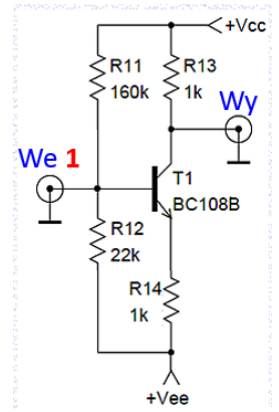 +Vcc
R11
160k
R13
1k
Wy
We 1
T1
BC108B
R12
22k
R14
1k
+Vee